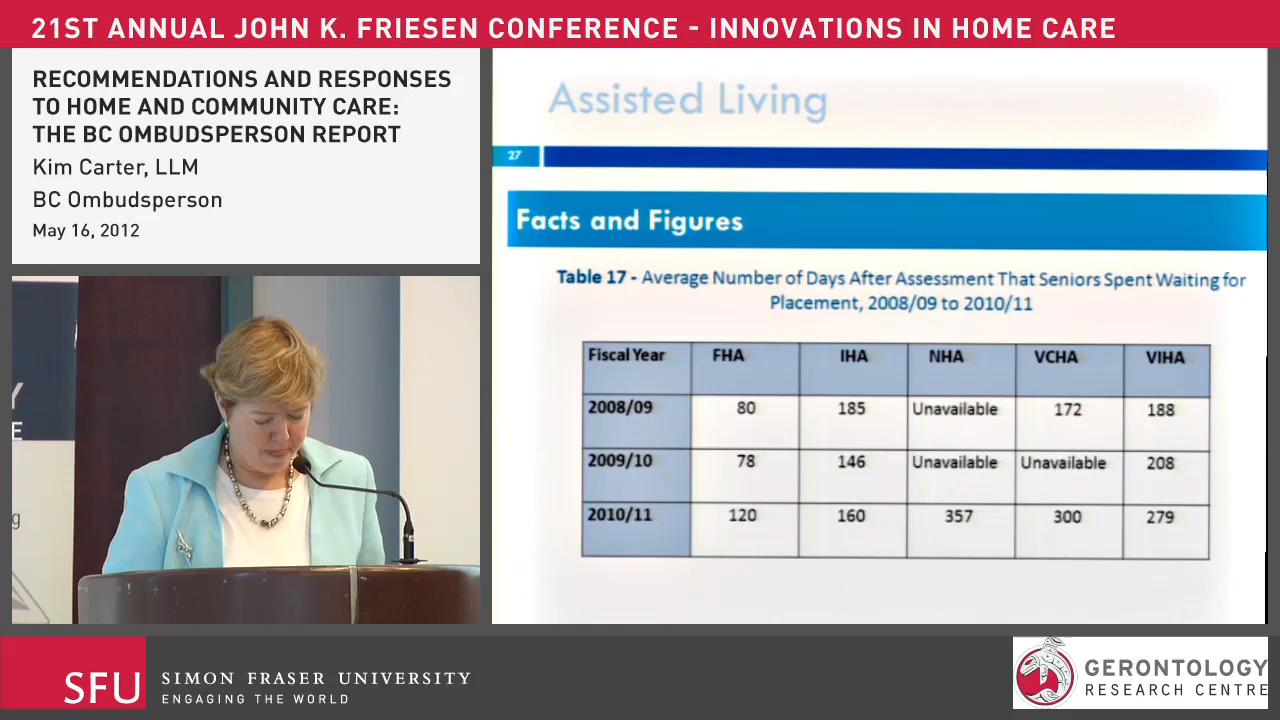 21ST ANNUAL JOHN K. FRIESEN CONFERENCE - INNOVATIONS IN HOME CARE
RECOMMENDATIONS AND RESPONSES
TO HOME AND COMMUNITY CARE:
THE BC OMBUDSPERSON REPORT
Kim Carter, LLM
BC Ombudsperson
May 16, 2012
Assisted Living
27
Facts and Figures
Table 17 - Average Number of Days After Assessment That Seniors Spent Waiting for
Placement, 2008/09 to 2010/11
Fiscal Year FHA IHA NHA VCHA VIHA
2008/09 80 185 Unavailable 172 188
2009/10 78 146 Unavailable Unavailable 208
2010/11 120 160 357 300 279
SFU SIMON FRASER UNIVERSITY
ENGAGING THE WORLD
GERONTOLOGY
RESEARCH CENTRE